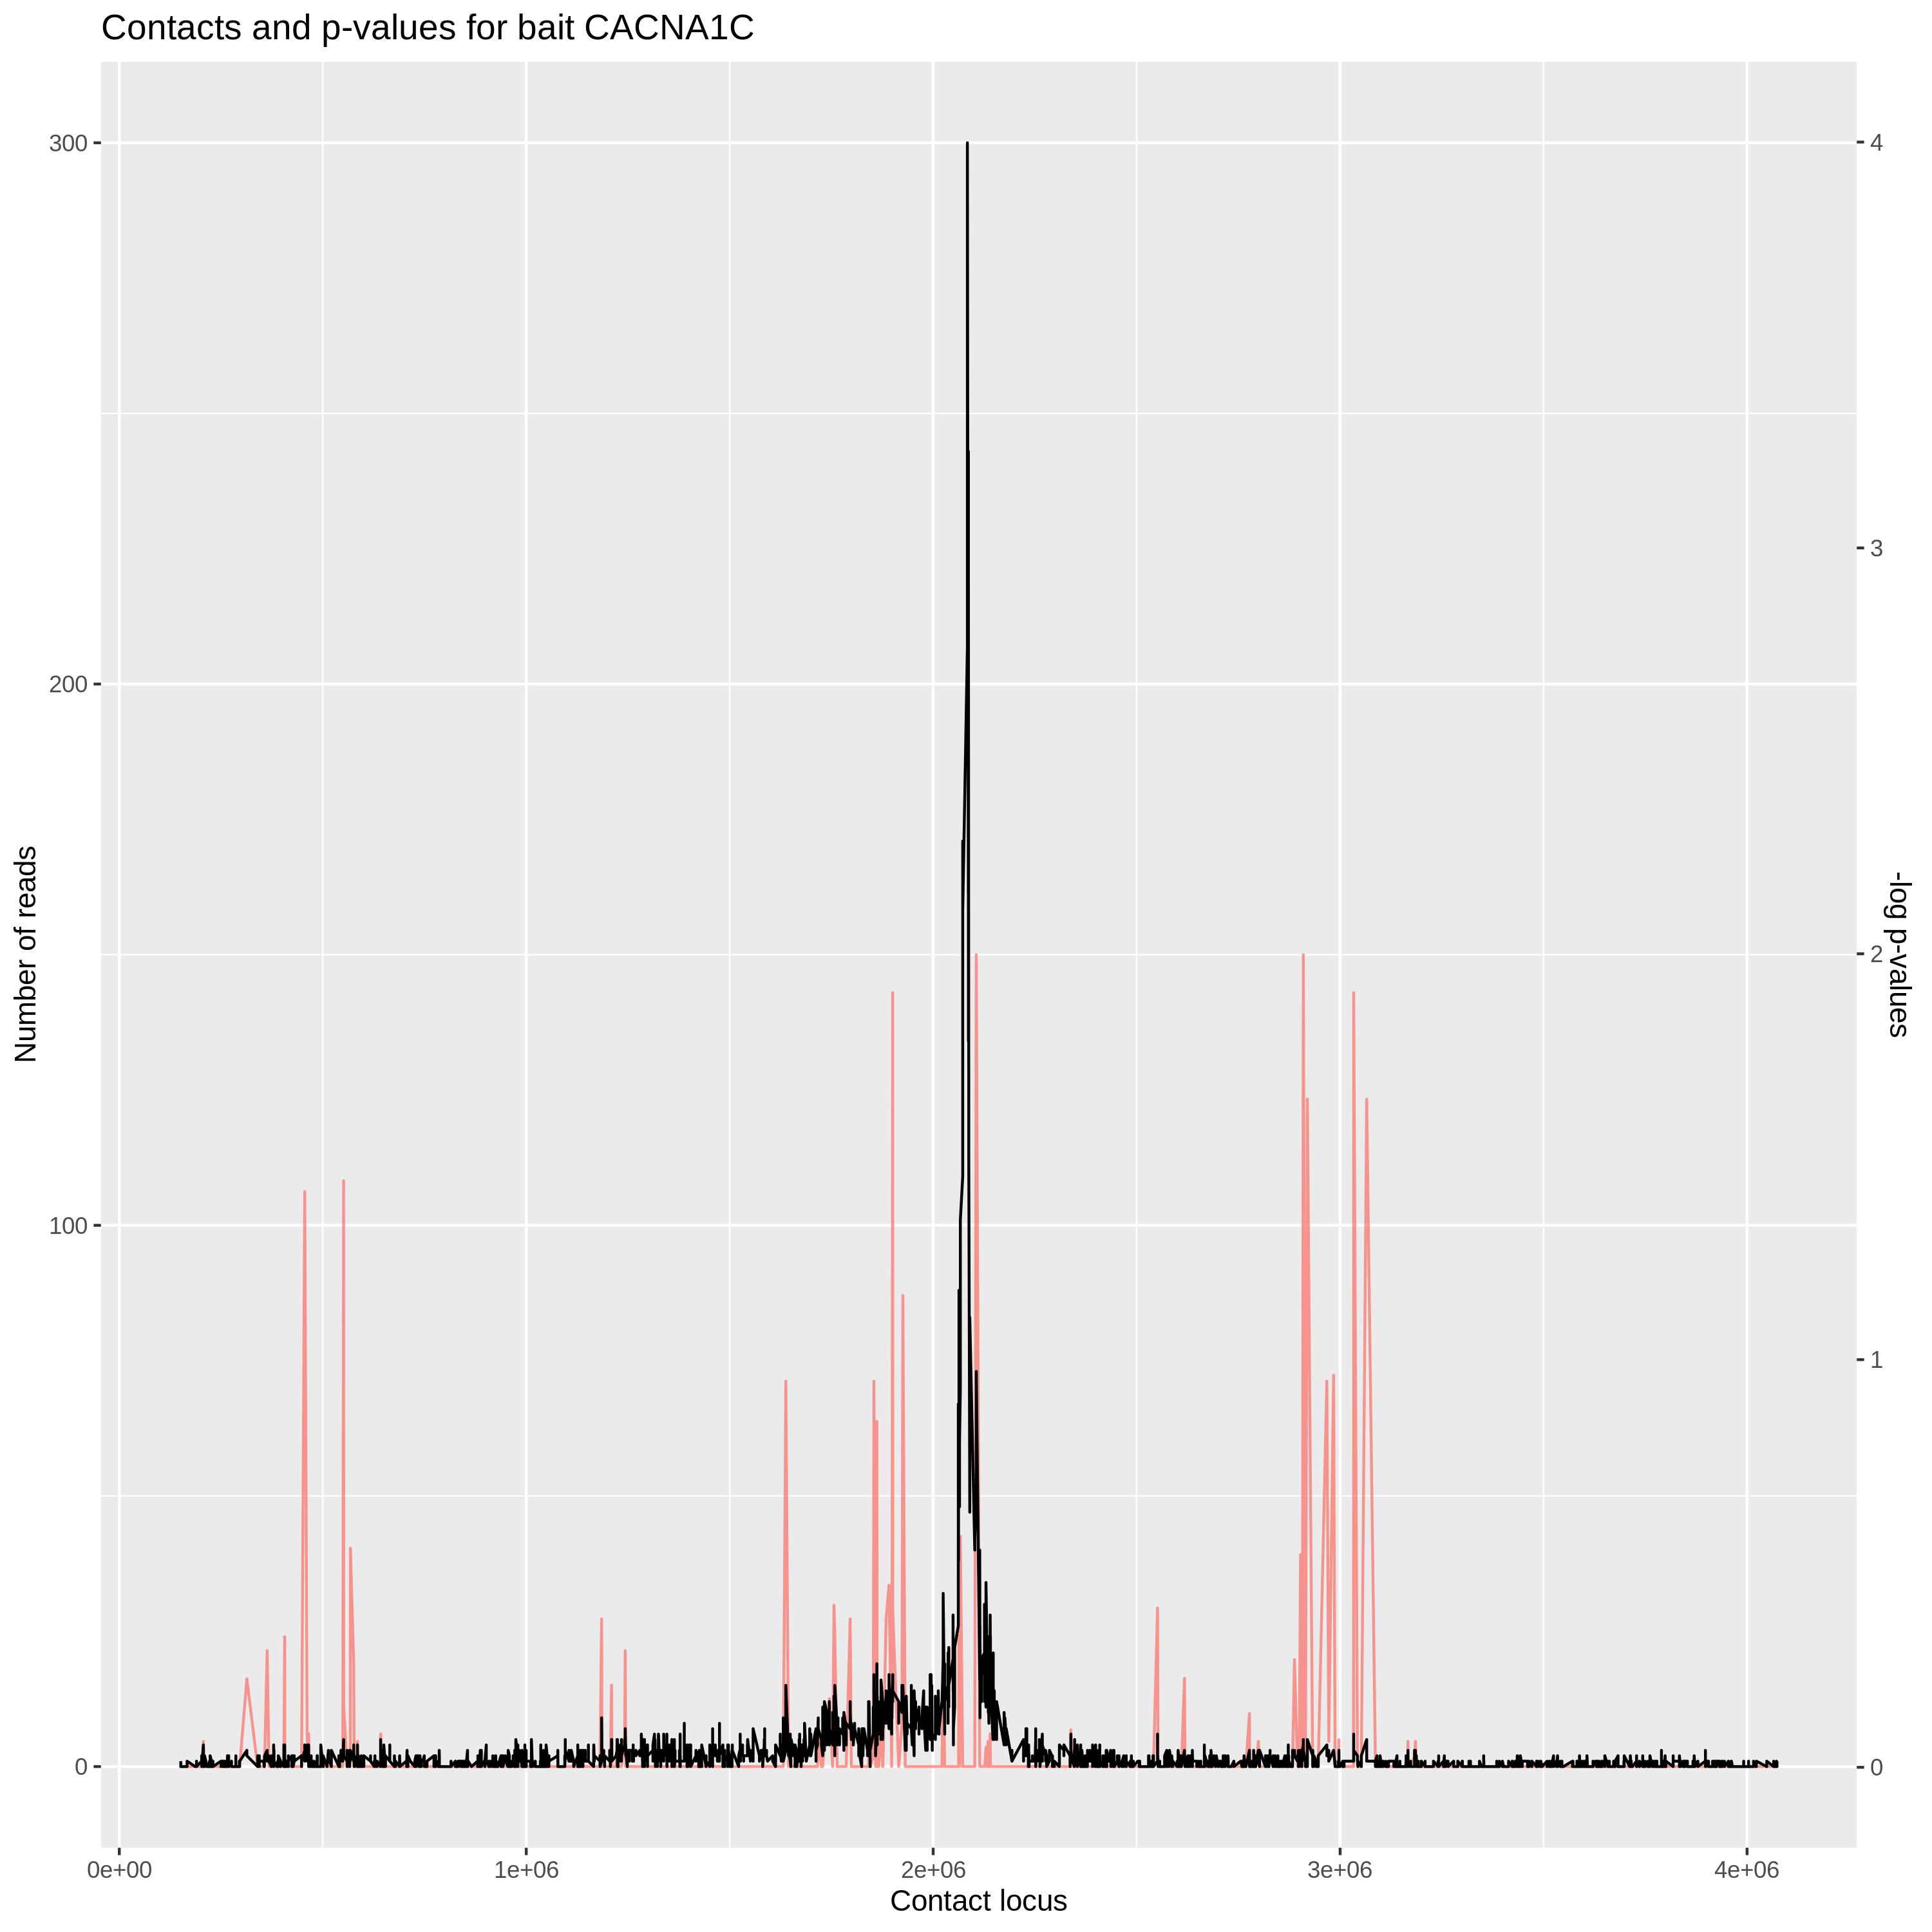 Contacts and p-values for bait CACNA1C
300
200
100
0
Number of reads
4
3
2
1
0
-log p-values
0e+00 1e+06 2e+06 3e+06 4e+06
Contact locus